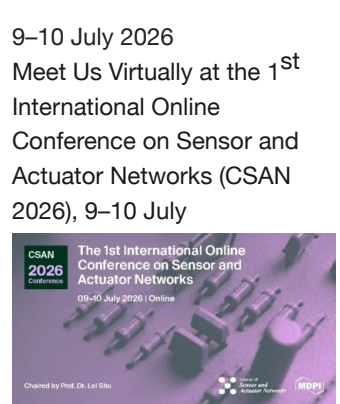 9–10 July 2026
Meet Us Virtually at the 1st
International Online
Conference on Sensor and
Actuator Networks (CSAN
2026), 9–10 July
CSAN
2026
Conference
The 1st International Online
Conference on Sensor and
Actuator Networks
09–10 July 2026 | Online
Chaired by Prof. Dr. Lei Shu
Journal of
Sensor and
Actuator Networks
MDPI